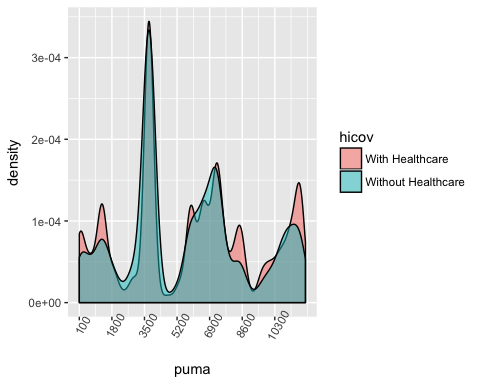 density
3e-04
2e-04
1e-04
0e+00
100
1800
3500
5200
6900
8600
10300
puma
hicov
With Healthcare
Without Healthcare